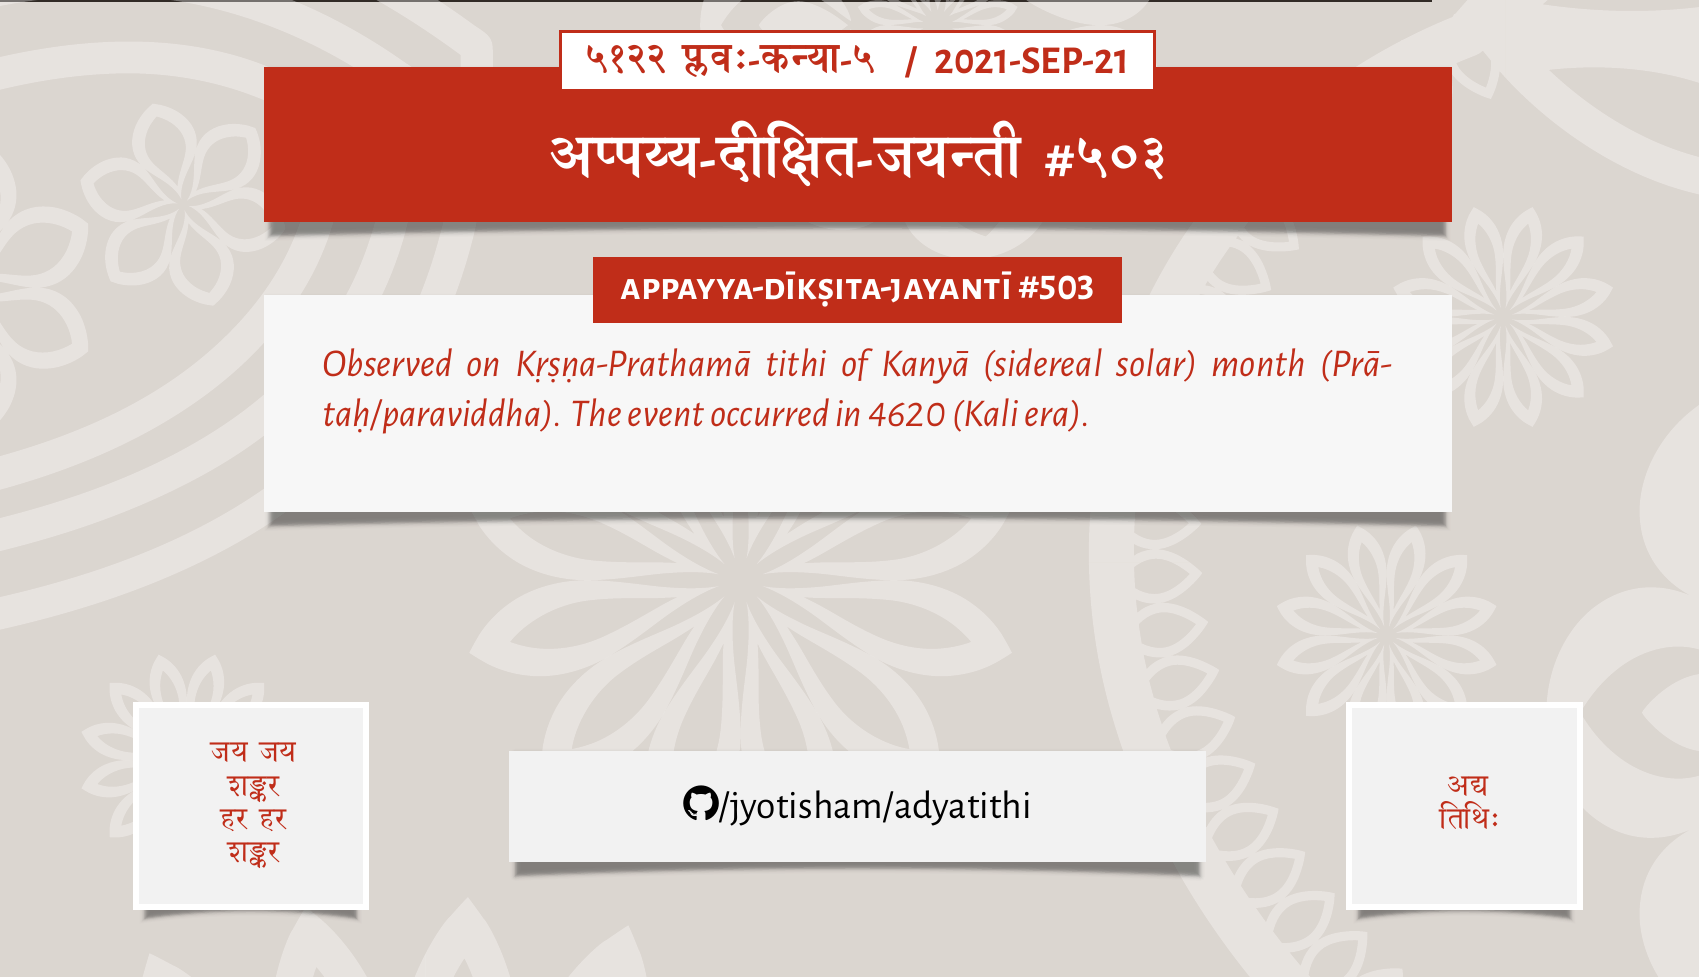 ५१२२ प्लवः-कन्या-५ / 2021-SEP-21
अप्पय्य-दीक्षित-जयन्ती #५०३
APPAYYA-DĪKṢITA-JAYANTĪ #503
Observed on Kṛṣṇa-Prathamā tithi of Kanyā (sidereal solar) month (Prā-
taḥ/paraviddha). The event occurred in 4620 (Kali era).
जय जय
शङ्कर
हर हर
शङ्कर
/jyotisham/adyatithi
अद्य
तिथिः